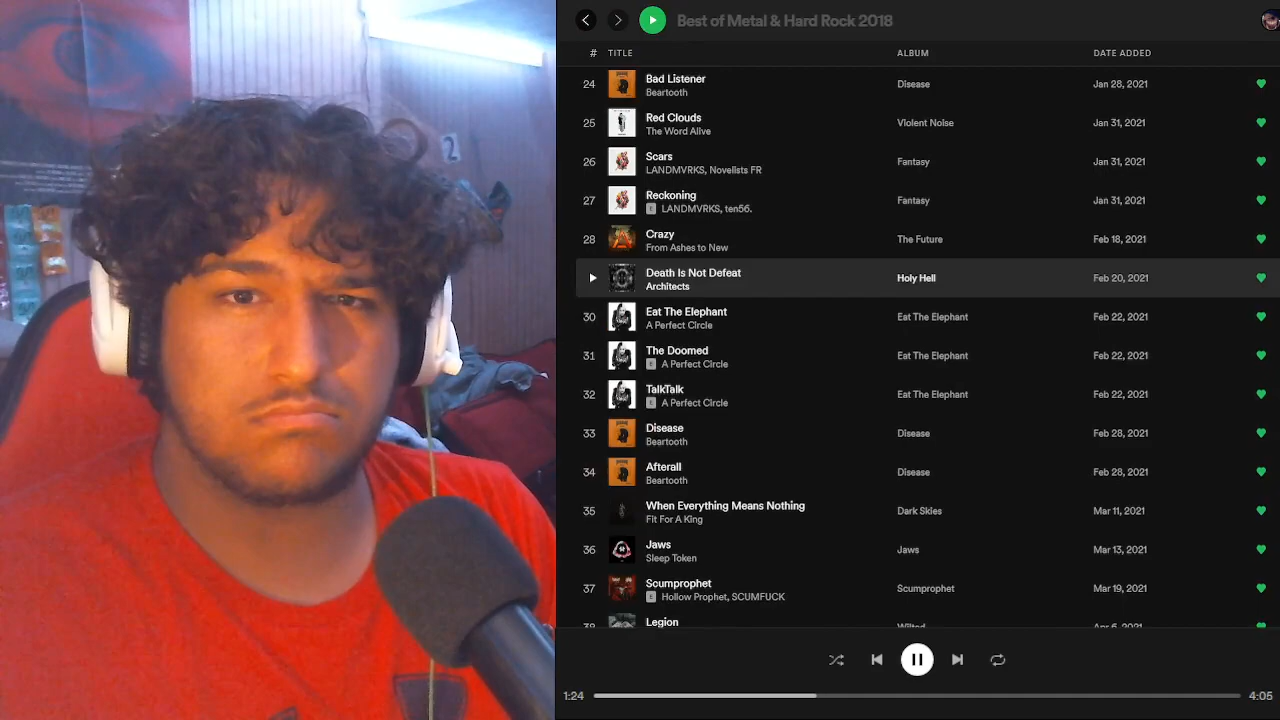 Best of Metal & Hard Rock 2018
# TITLE ALBUM DATE ADDED
24 Bad Listener Disease Jan 28, 2021
Beartooth
25 Red Clouds Violent Noise Jan 31, 2021
The Word Alive
26 Scars Fantasy Jan 31, 2021
LANDMVRKS, Novelists FR
27 Reckoning Fantasy Jan 31, 2021
E LANDMVRKS, ten56.
28 Crazy The Future Feb 18, 2021
From Ashes to New
Death Is Not Defeat Holy Hell Feb 20, 2021
Architects
30 Eat The Elephant Eat The Elephant Feb 22, 2021
A Perfect Circle
31 The Doomed Eat The Elephant Feb 22, 2021
E A Perfect Circle
32 TalkTalk Eat The Elephant Feb 22, 2021
E A Perfect Circle
33 Disease Disease Feb 28, 2021
Beartooth
34 Afterall Disease Feb 28, 2021
Beartooth
35 When Everything Means Nothing Dark Skies Mar 11, 2021
Fit For A King
36 Jaws Jaws Mar 13, 2021
Sleep Token
37 Scumprophet Scumprophet Mar 19, 2021
E Hollow Prophet, SCUMFUCK
38 Legion Wilted Apr 6, 2021
1:24 4:05
2